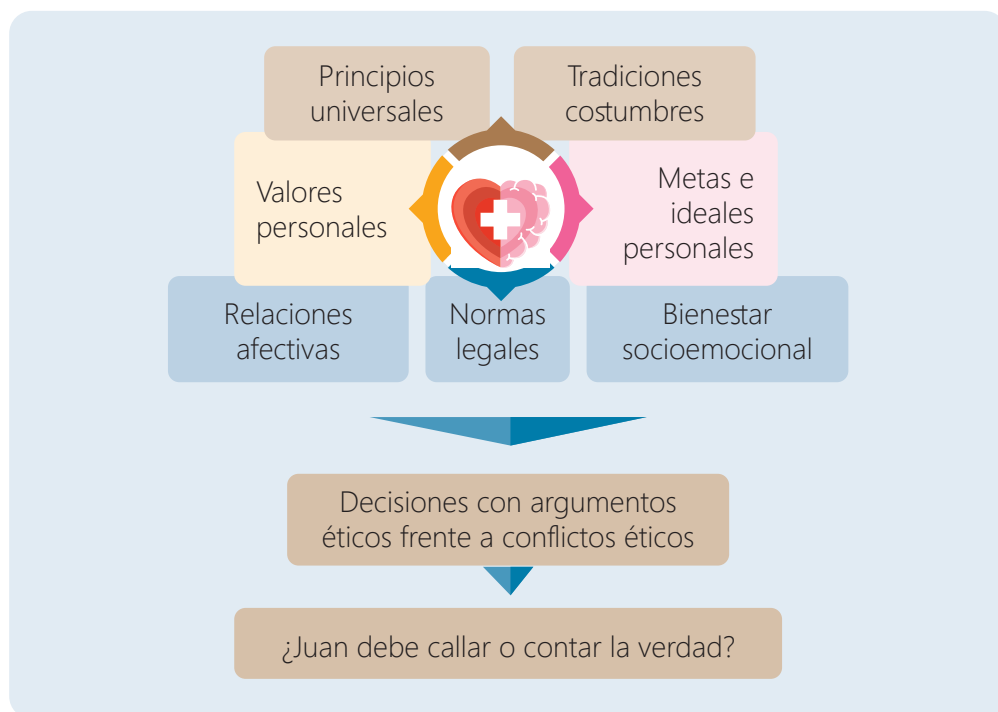 Principios
universales
Tradiciones
costumbres
Valores
personales
Metas e
ideales
personales
Relaciones
afectivas
Normas
legales
Bienestar
socioemocional
Decisiones con argumentos
éticos frente a conflictos éticos
¿Juan debe callar o contar la verdad?